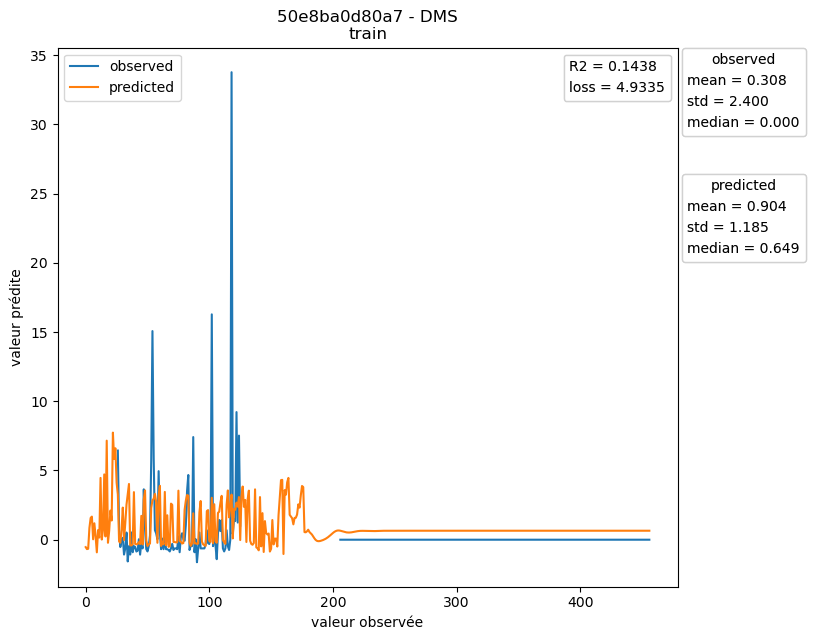 50e8ba0d80a7 - DMS
train
observed
predicted
R2 = 0.1438
loss = 4.9335
observed
mean = 0.308
std = 2.400
median = 0.000
predicted
mean = 0.904
std = 1.185
median = 0.649
35
30
25
20
15
10
5
0
valeur prédite
0
100
200
300
400
valeur observée